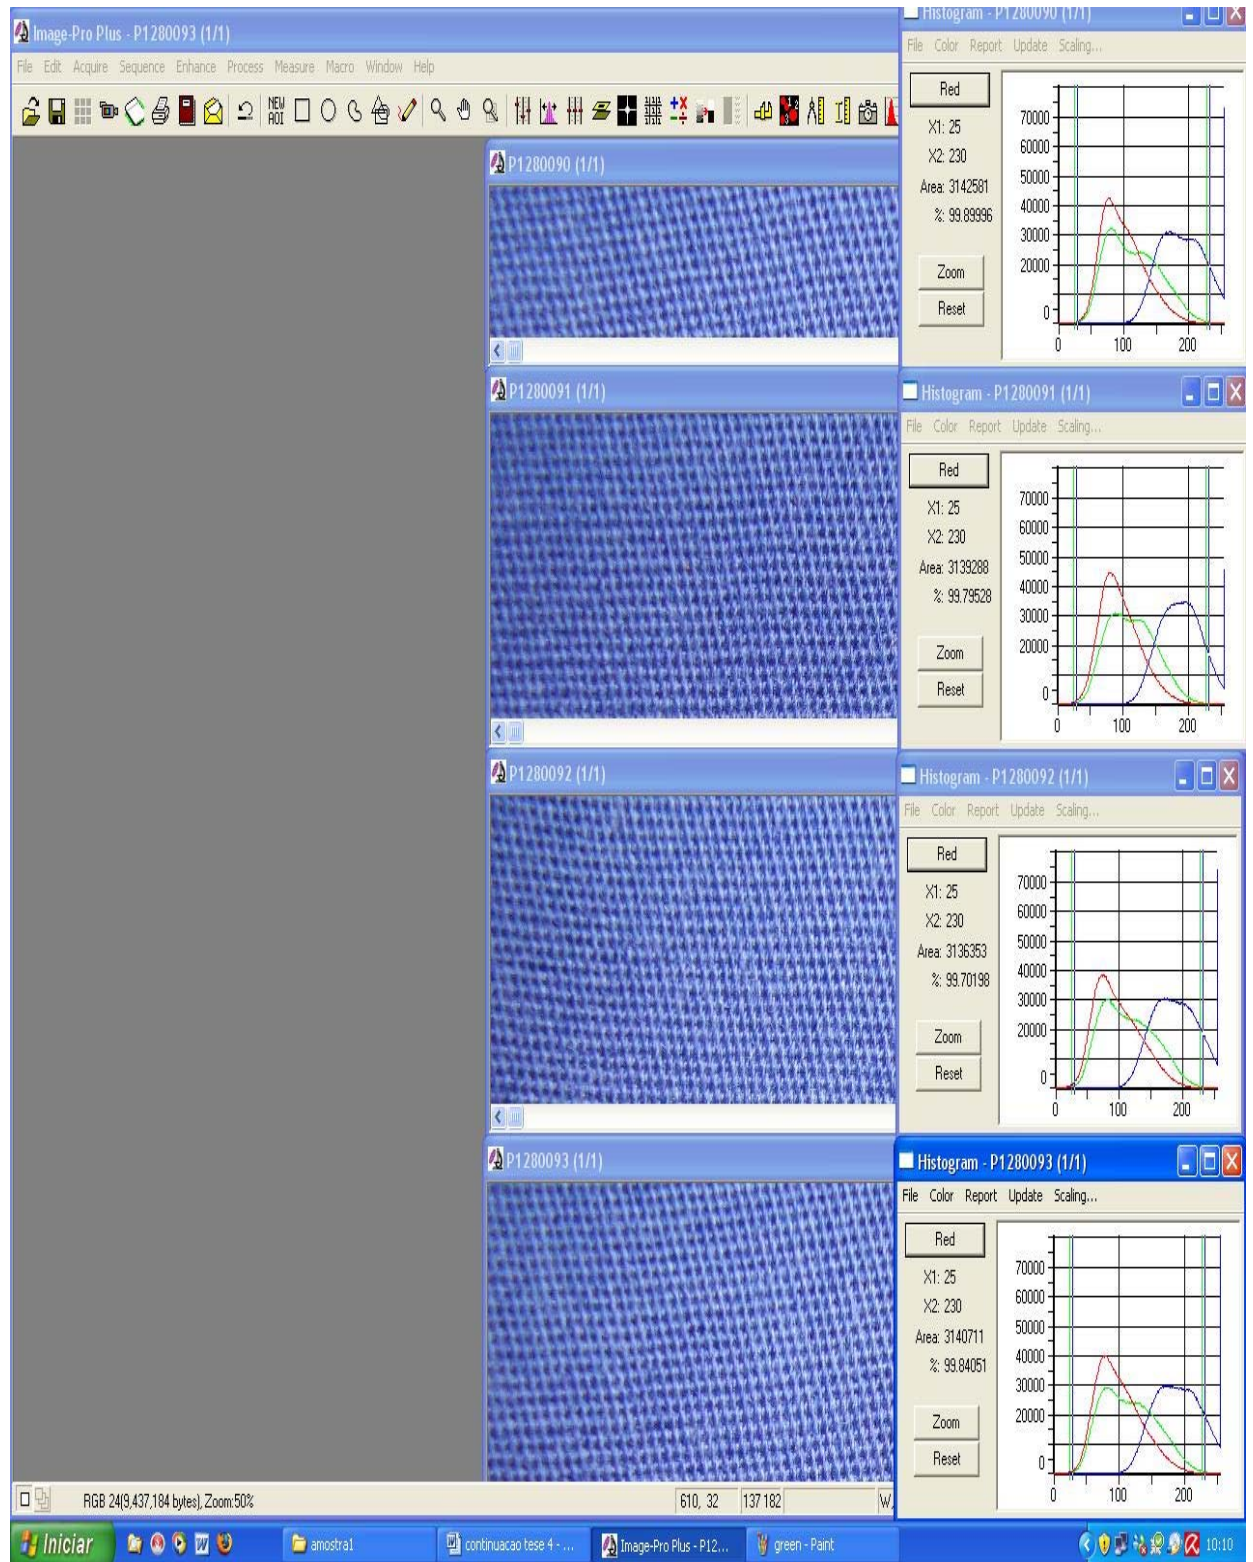 Image-Pro Plus - P1280093 (1/1)
File Edit Acquire Sequence Enhance Process Measure Macro Window Help
NEW
AOI
P1280090 (1/1)
Histogram - P1280090 (1/1)
File Color Report Update Scaling...
Red
X1: 25
X2: 230
Area: 3142581
%: 99.89996
Zoom
Reset
70000
60000
50000
40000
30000
20000
0
0 100 200
P1280091 (1/1)
Histogram - P1280091 (1/1)
File Color Report Update Scaling...
Red
X1: 25
X2: 230
Area: 3139288
%: 99.79528
Zoom
Reset
70000
60000
50000
40000
30000
20000
0
0 100 200
P1280092 (1/1)
Histogram - P1280092 (1/1)
File Color Report Update Scaling...
Red
X1: 25
X2: 230
Area: 3136353
%: 99.70198
Zoom
Reset
70000
60000
50000
40000
30000
20000
0
0 100 200
P1280093 (1/1)
Histogram - P1280093 (1/1)
File Color Report Update Scaling...
Red
X1: 25
X2: 230
Area: 3140711
%: 99.84051
Zoom
Reset
70000
60000
50000
40000
30000
20000
0
0 100 200
RGB 24(9,437,184 bytes), Zoom:50% 610, 32 137 182 W
Iniciar amostra1 continuacao tese 4 - ... Image-Pro Plus - P12... green - Paint 10:10